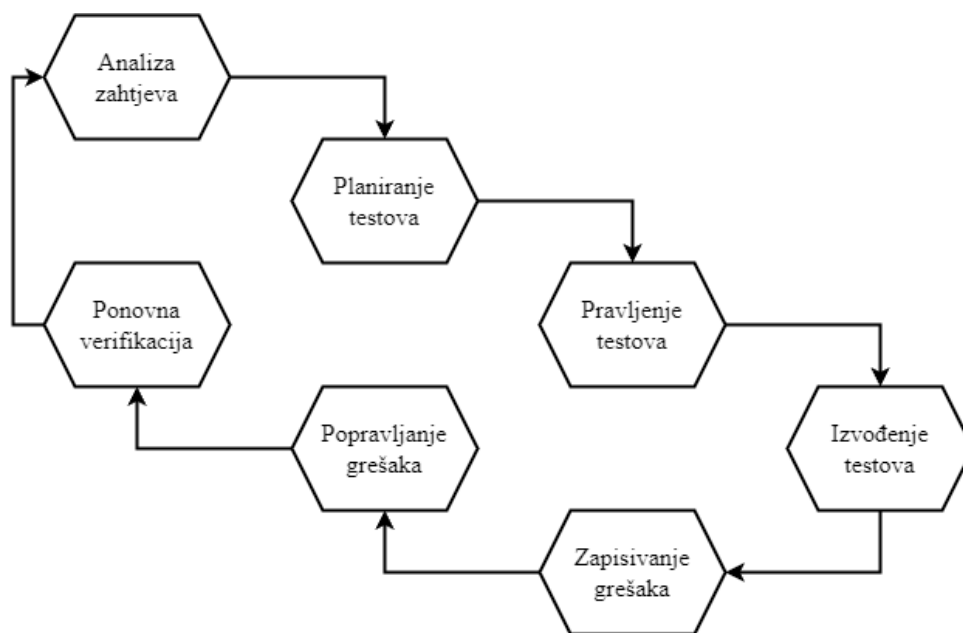 Analiza
zahtjeva
Planiranje
testova
Pravljenje
testova
Izvođenje
testova
Zapisivanje
grešaka
Popravljanje
grešaka
Ponovna
verifikacija